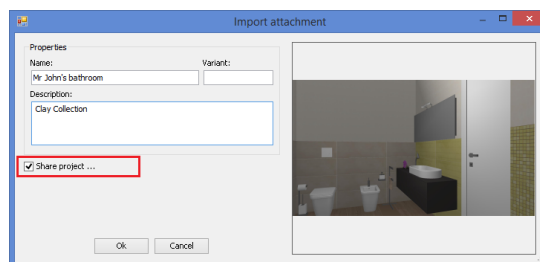 Import attachment
Properties
Name:
Variant:
Mr John's bathroom
Description:
Clay Collection
Share project ...
Ok
Cancel